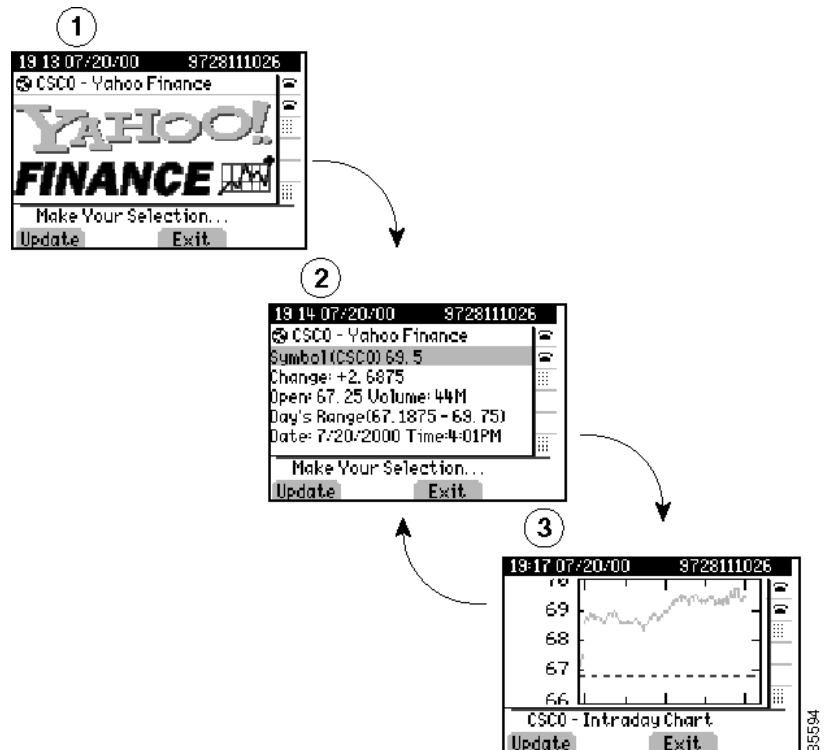 1
19 13 07/20/00 9728111026
CSCO - Yahoo Finance
YAHOO!
FINANCE
Make Your Selection...
Update Exit
2
19 14 07/20/00 9728111026
CSCO - Yahoo Finance
Symbol (CSCO) 69.5
Change: +2.6875
Open: 67.25 Volume: 44M
Day's Range(67.1875 - 69.75)
Date: 7/20/2000 Time:4:01PM
Make Your Selection...
Update Exit
3
19:17 07/20/00 9728111026
70
69
68
67
66
CSCO - Intraday Chart
Update Exit